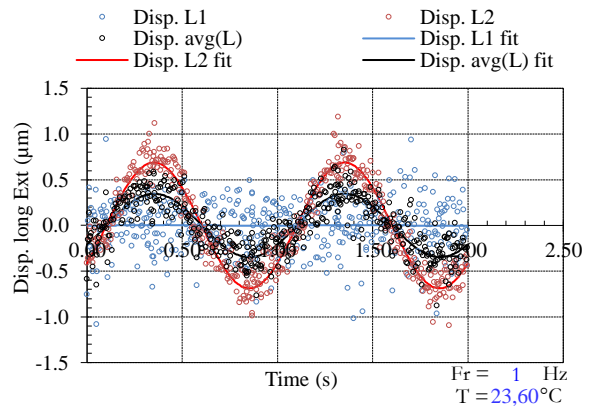 Disp. L1 Disp. L2
Disp. avg(L) L1 fit
Disp. L2 fit Disp. avg(L) fit
1.5
1.0
0.5
0.0
-0.5
-1.0
-1.5
Disp. long Ext (μm)
0.00 0.50 1.00 1.50 2.00 2.50
Time (s)
Fr = 1 Hz
T = 23,60°C